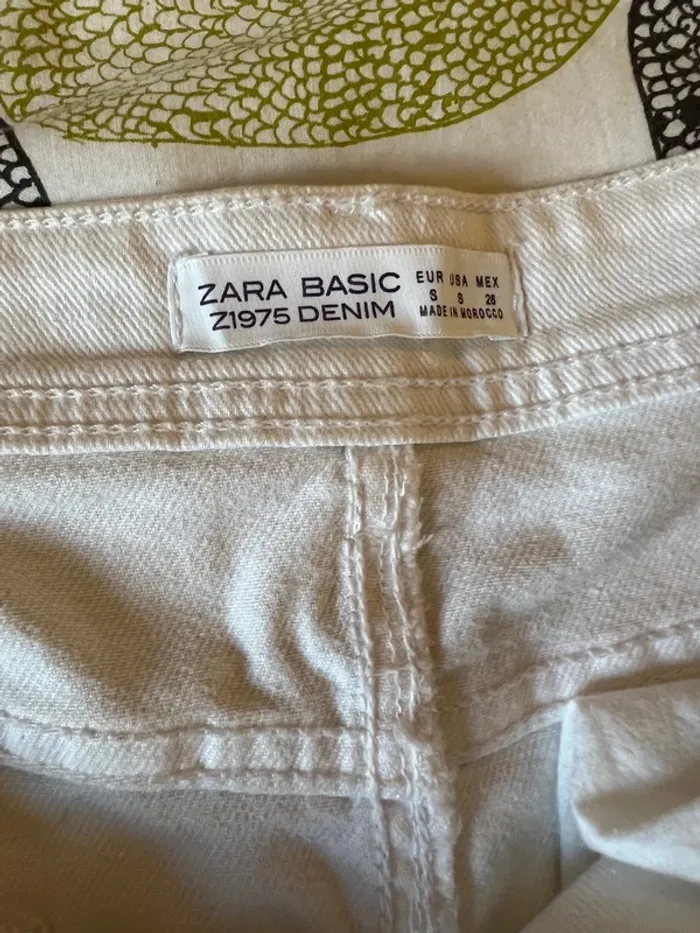 ZARA BASIC
Z1975 DENIM
EUR USA MEX
S S 26
MADE IN MOROCCO